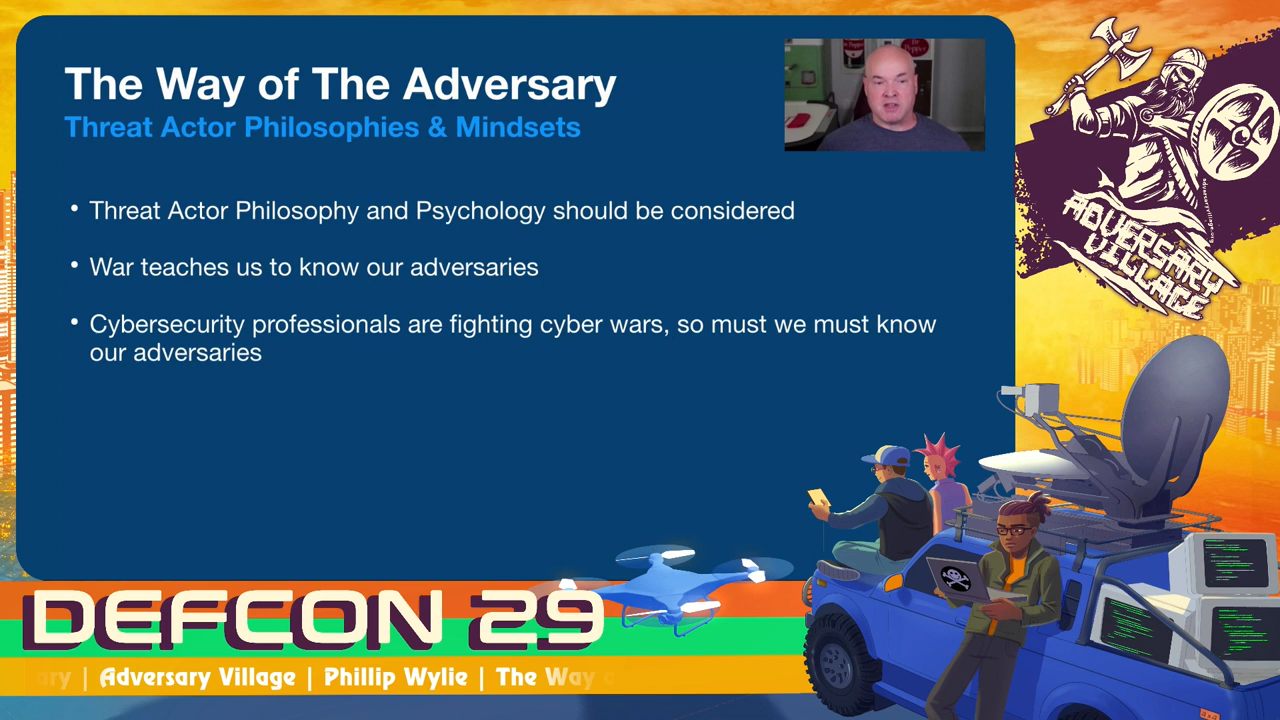 The Way of The Adversary
Threat Actor Philosophies & Mindsets
• Threat Actor Philosophy and Psychology should be considered
• War teaches us to know our adversaries
• Cybersecurity professionals are fighting cyber wars, so must we must know
our adversaries
ADVERSARY
VILLAGE
DEFCON 29
ary | Adversary Village | Phillip Wylie | The Way